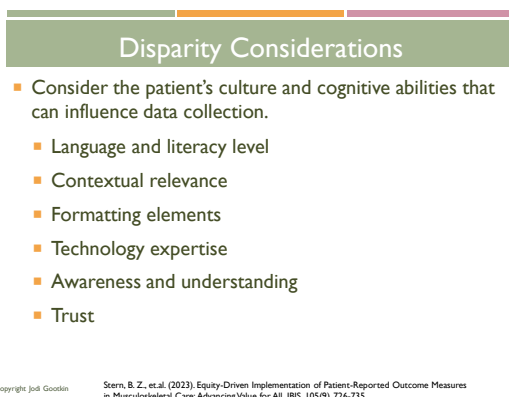 Disparity Considerations
Consider the patient's culture and cognitive abilities that
can influence data collection.
Language and literacy level
Contextual relevance
Formatting elements
Technology expertise
Awareness and understanding
Trust
opyright Jodi Gootkin
Stern, B. Z., et.al. (2023). Equity-Driven Implementation of Patient-Reported Outcome Measures
in Musculoskeletal Care: Advancing Value for All. JBJS, 105(9), 726-735.